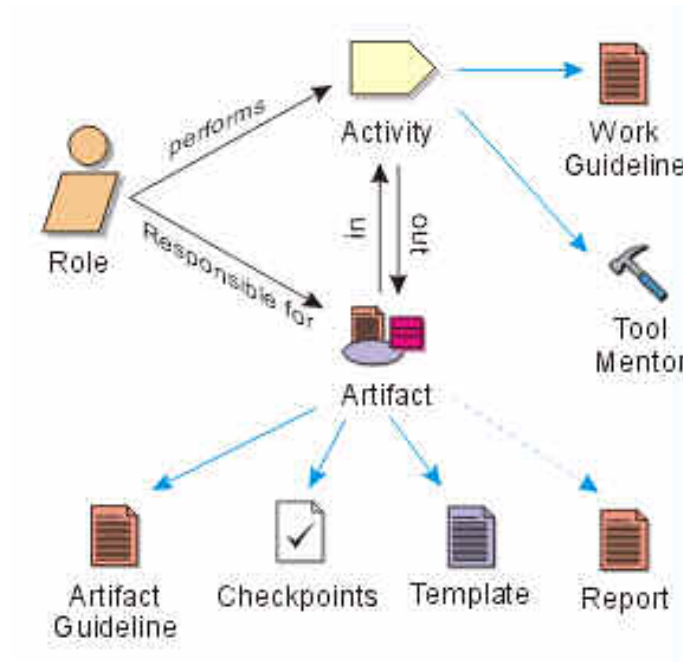 performs
Activity
Work
Guideline
Role
Responsible for
in
out
Tool
Mentor
Artifact
Artifact
Guideline
Checkpoints
Template
Report